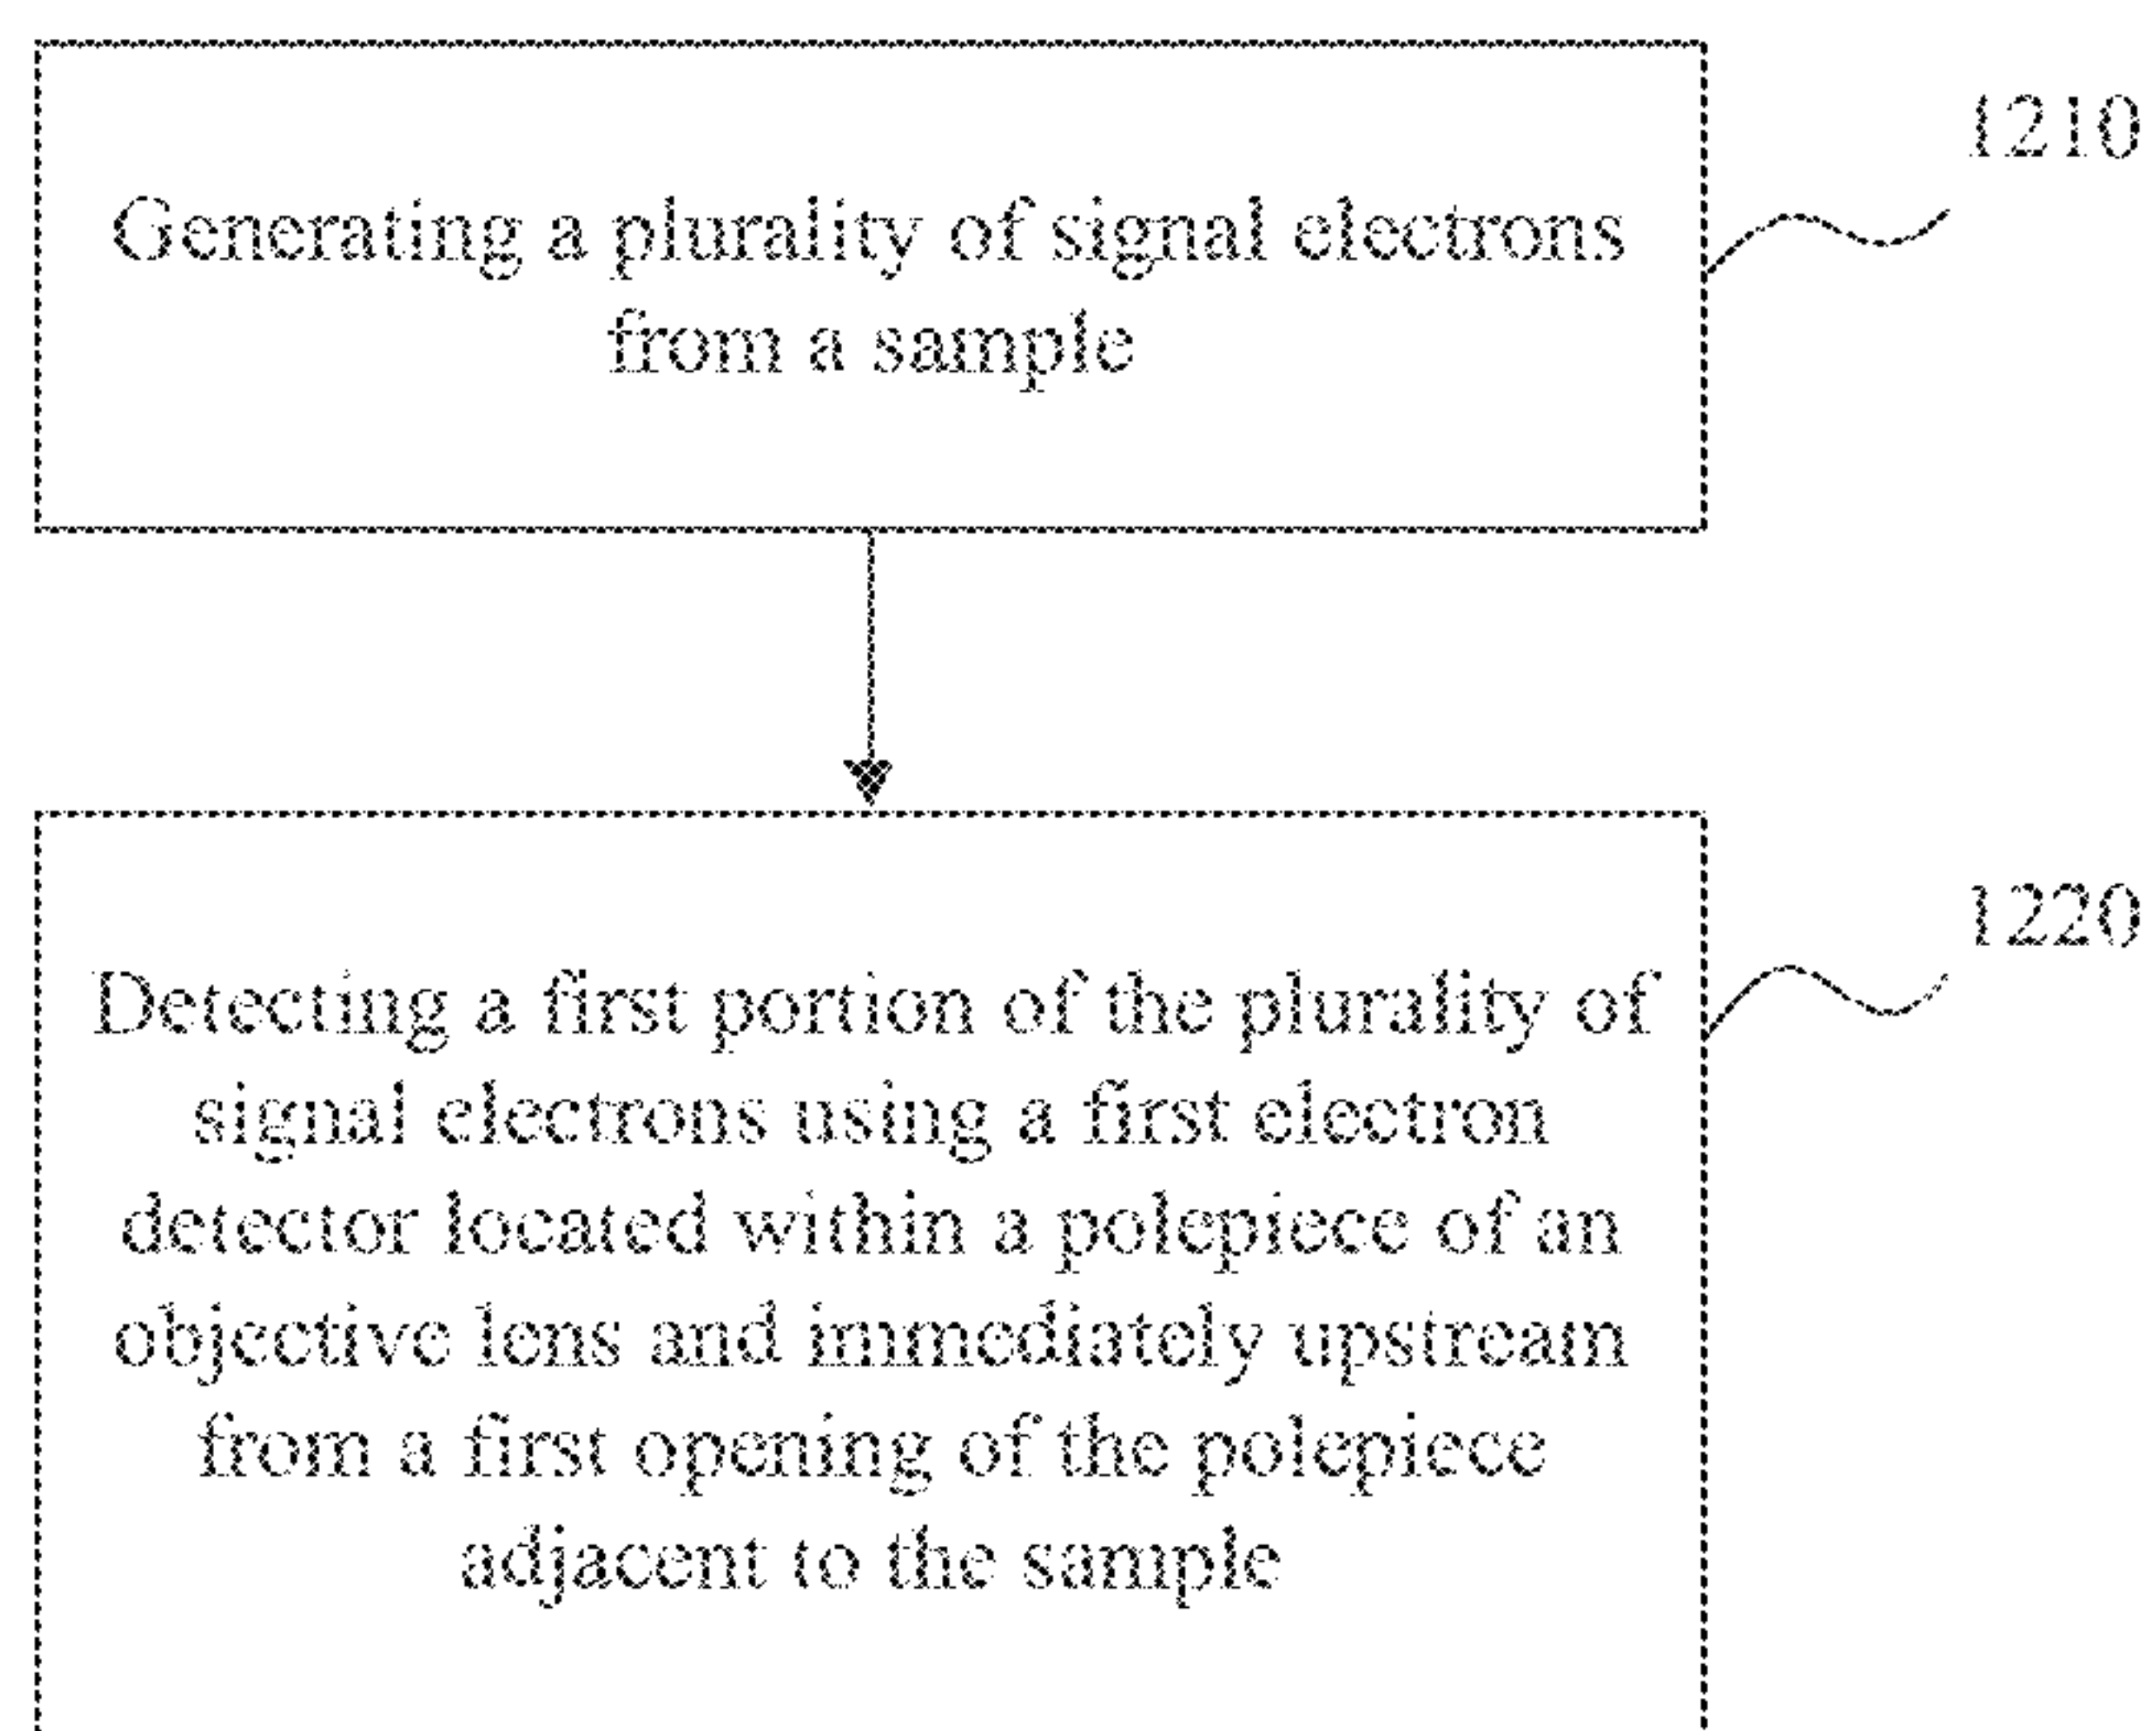 1210
Generating a plurality of signal electrons
from a sample
1220
Detecting a first portion of the plurality of
signal electrons using a first electron
detector located within a polepiece of an
objective lens and immediately upstream
from a first opening of the polepiece
adjacent to the sample